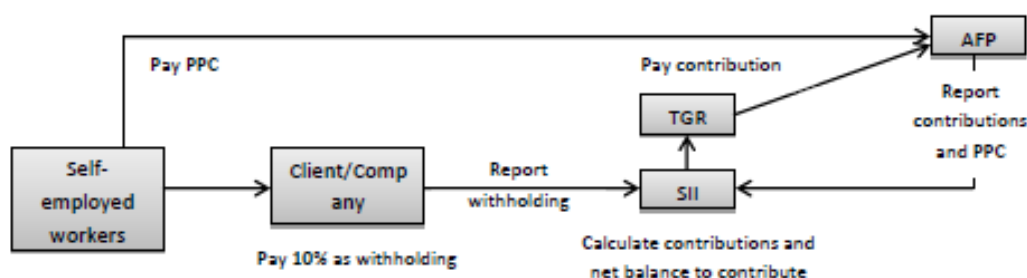 AFP
Pay PPC
Pay contribution
Report
contributions
and PPC
TGR
Self-
employed
workers
Client/Comp
any
Report
withholding
SII
Pay 10% as withholding
Calculate contributions and
net balance to contribute